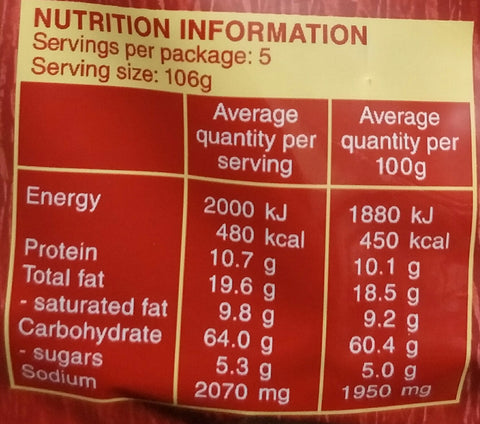 NUTRITION INFORMATION
Servings per package: 5
Serving size: 106g
Average quantity per serving Average quantity per 100g
Energy 2000 kJ 1880 kJ
480 kcal 450 kcal
Protein 10.7 g 10.1 g
Total fat 19.6 g 18.5 g
- saturated fat 9.8 g 9.2 g
Carbohydrate 64.0 g 60.4 g
- sugars 5.3 g 5.0 g
Sodium 2070 mg 1950 mg